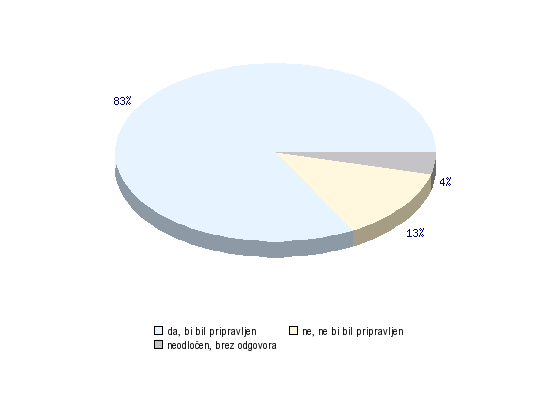 83%
4%
13%
da, bi bil pripravljen
ne, ne bi bil pripravljen
neodločen, brez odgovora